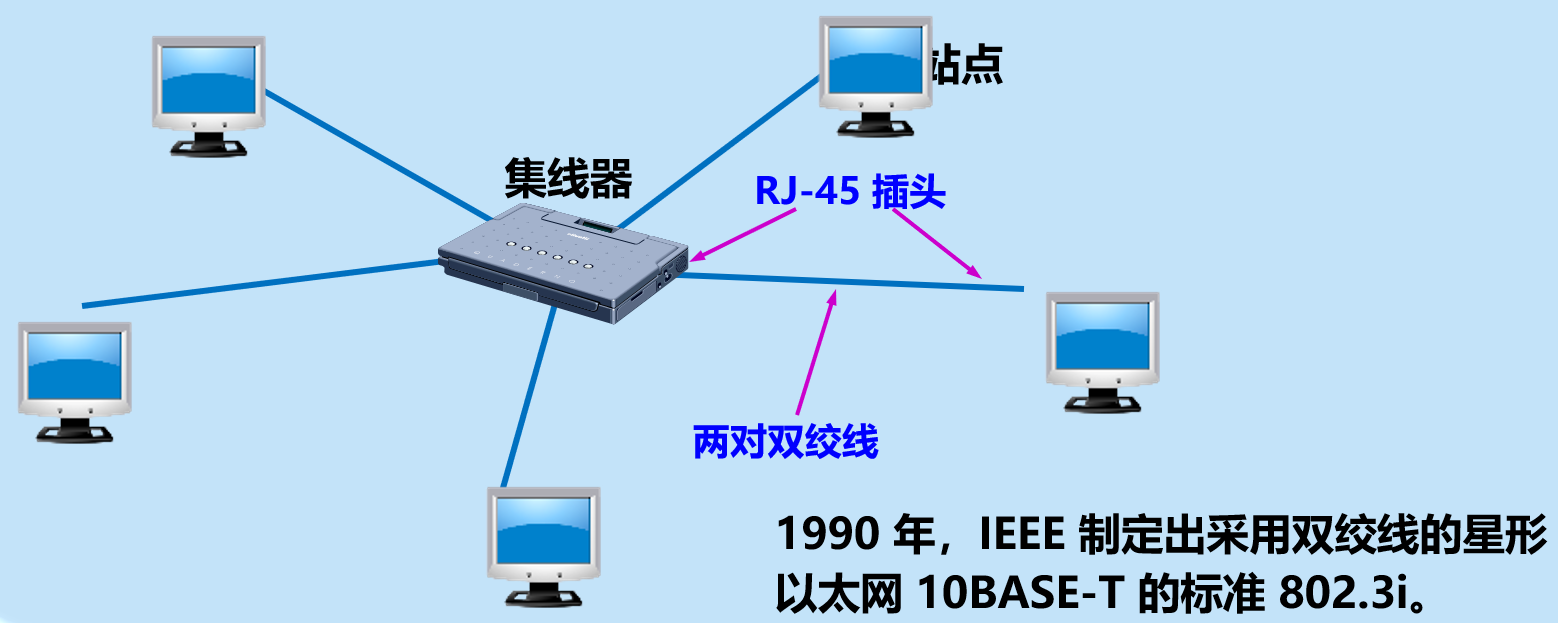 站点
集线器
RJ-45 插头
两对双绞线
1990 年，IEEE 制定出采用双绞线的星形
以太网 10BASE-T 的标准 802.3i。